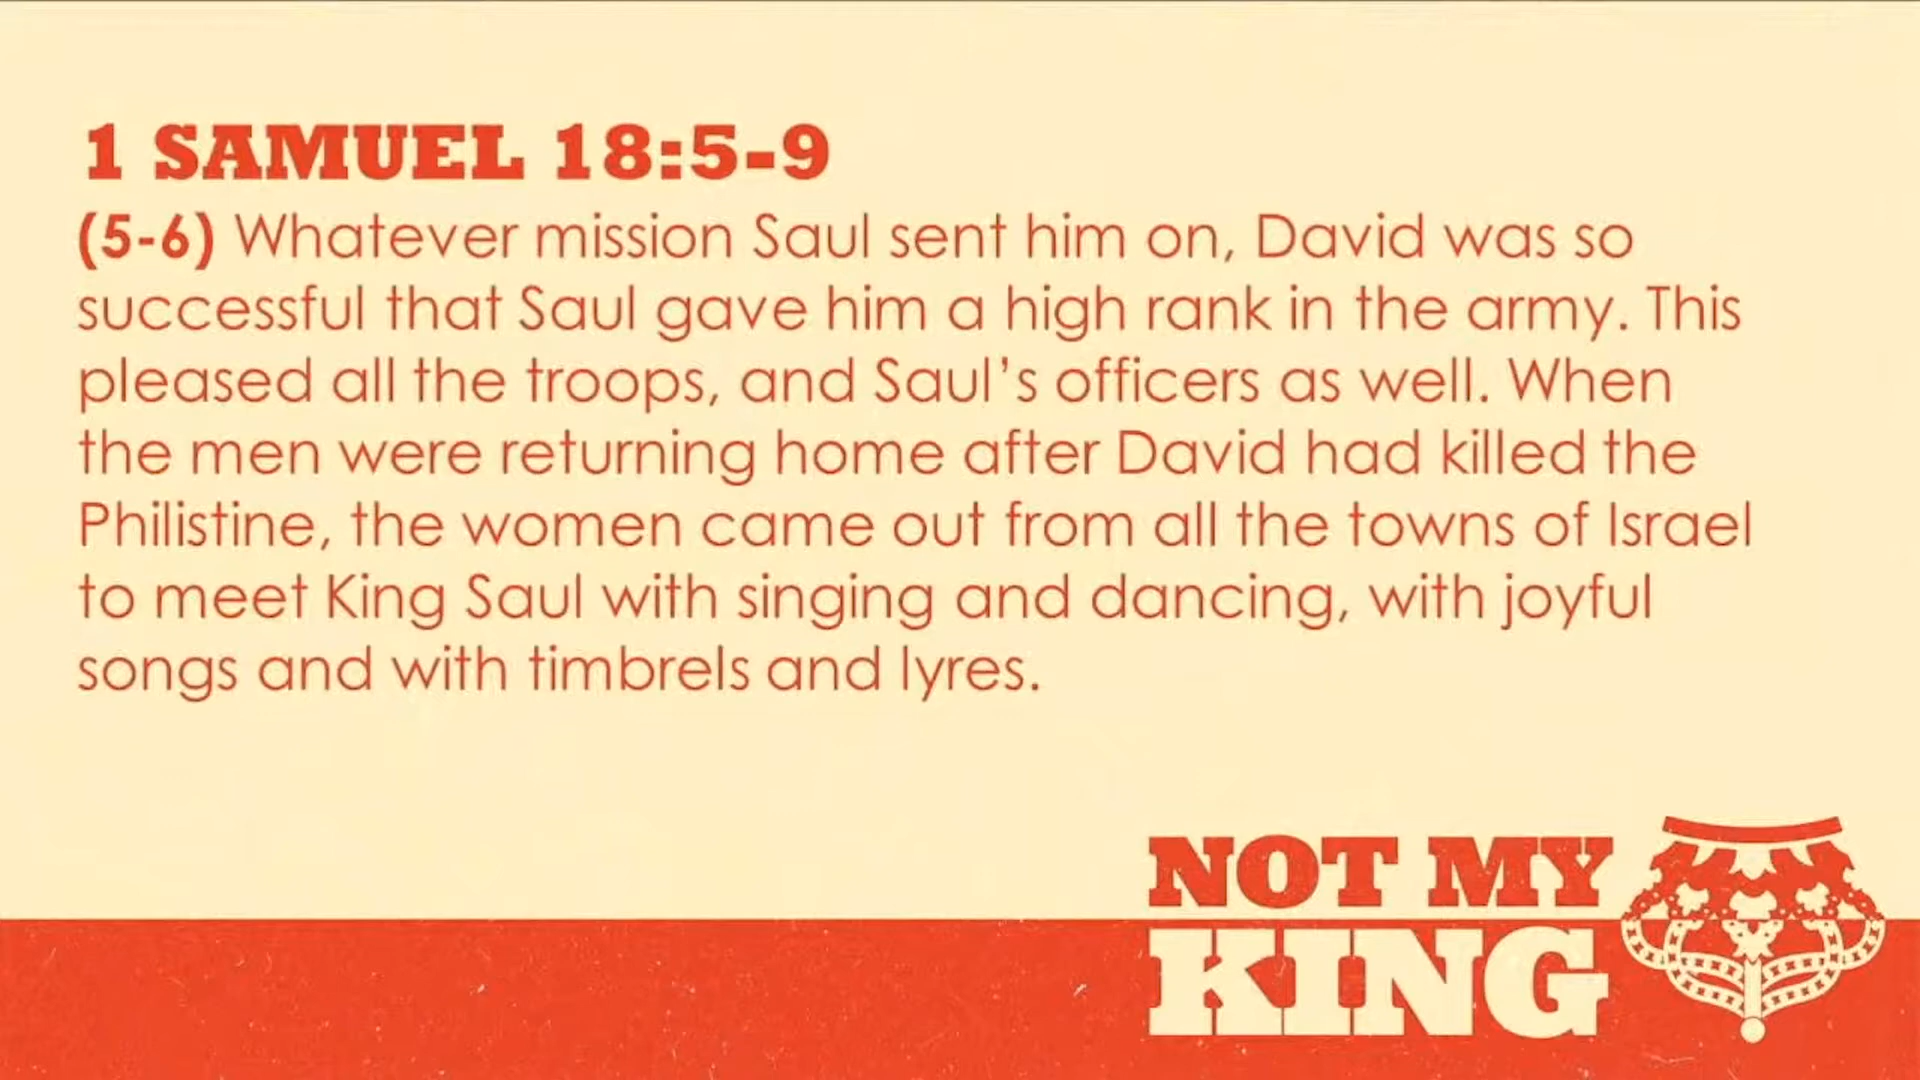 1 SAMUEL 18:5-9
(5-6) Whatever mission Saul sent him on, David was so
successful that Saul gave him a high rank in the army. This
pleased all the troops, and Saul’s officers as well. When
the men were returning home after David had killed the
Philistine, the women came out from all the towns of Israel
to meet King Saul with singing and dancing, with joyful
songs and with timbrels and lyres.
NOT MY
KING